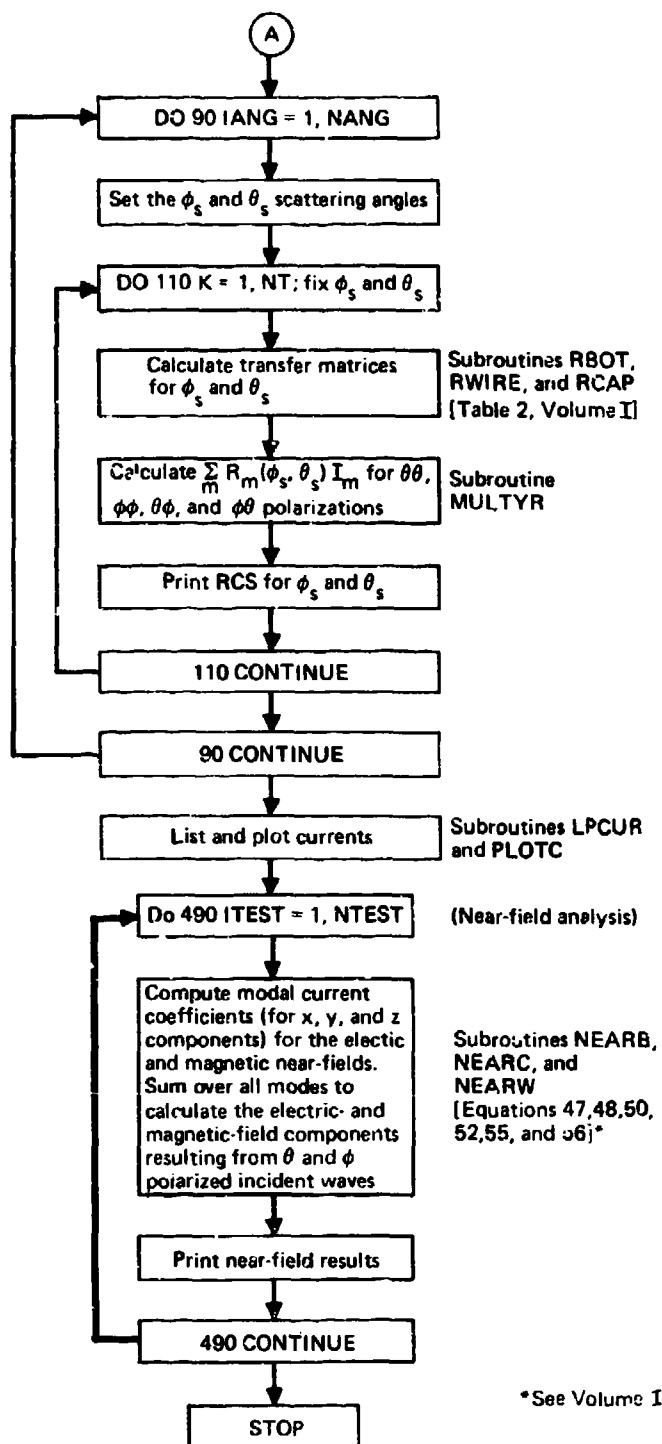 A
DO 90 IANG = 1, NANG
Set the ϕs and θs scattering angles
DO 110 K = 1, NT; fix ϕs and θs
Calculate transfer matrices
for ϕs and θs
Subroutines RBOT,
RWIRE, and RCAP
[Table 2, Volume I]
Calculate Σm Rm(ϕs, θs) Im for θθ,
ϕϕ, θϕ, and ϕθ polarizations
Subroutine
MULTYR
Print RCS for ϕs and θs
110 CONTINUE
90 CONTINUE
List and plot currents
Subroutines LPCUR
and PLOTC
Do 490 ITEST = 1, NTEST
(Near-field analysis)
Compute modal current
coefficients (for x, y, and z
components) for the electic
and magnetic near-fields.
Sum over all modes to
calculate the electric- and
magnetic-field components
resulting from θ and ϕ
polarized incident waves
Subroutines NEARB,
NEARC, and
NEARW
[Equations 47,48,50,
52,55, and 56]*
Print near-field results
490 CONTINUE
STOP
*See Volume I